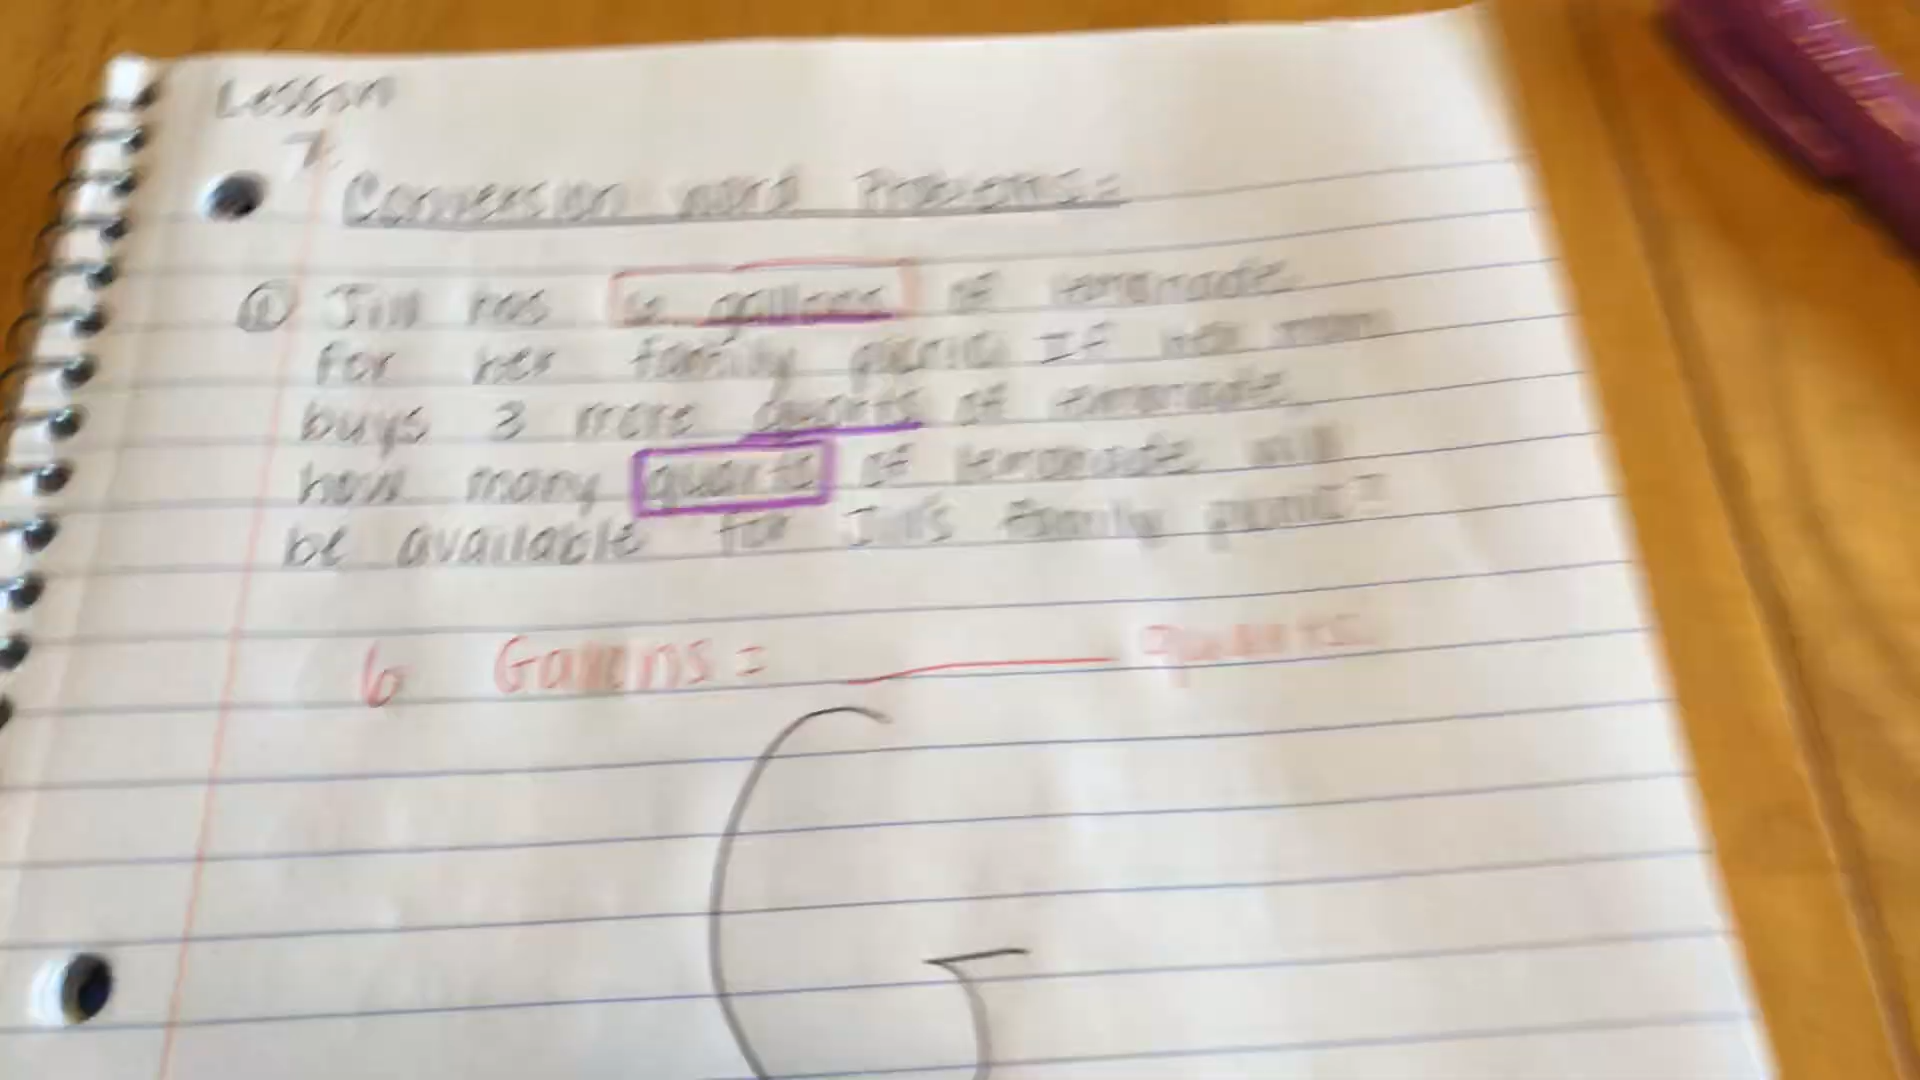 Lesson
7
Conversion word Problems:
① Jill has 6 gallons of lemonade
for her family picnic. If her mom
buys 3 more quarts of lemonade
how many quarts of lemonade will
be available for Jill's family picnic?
6 Gallons = ______ quarts
G